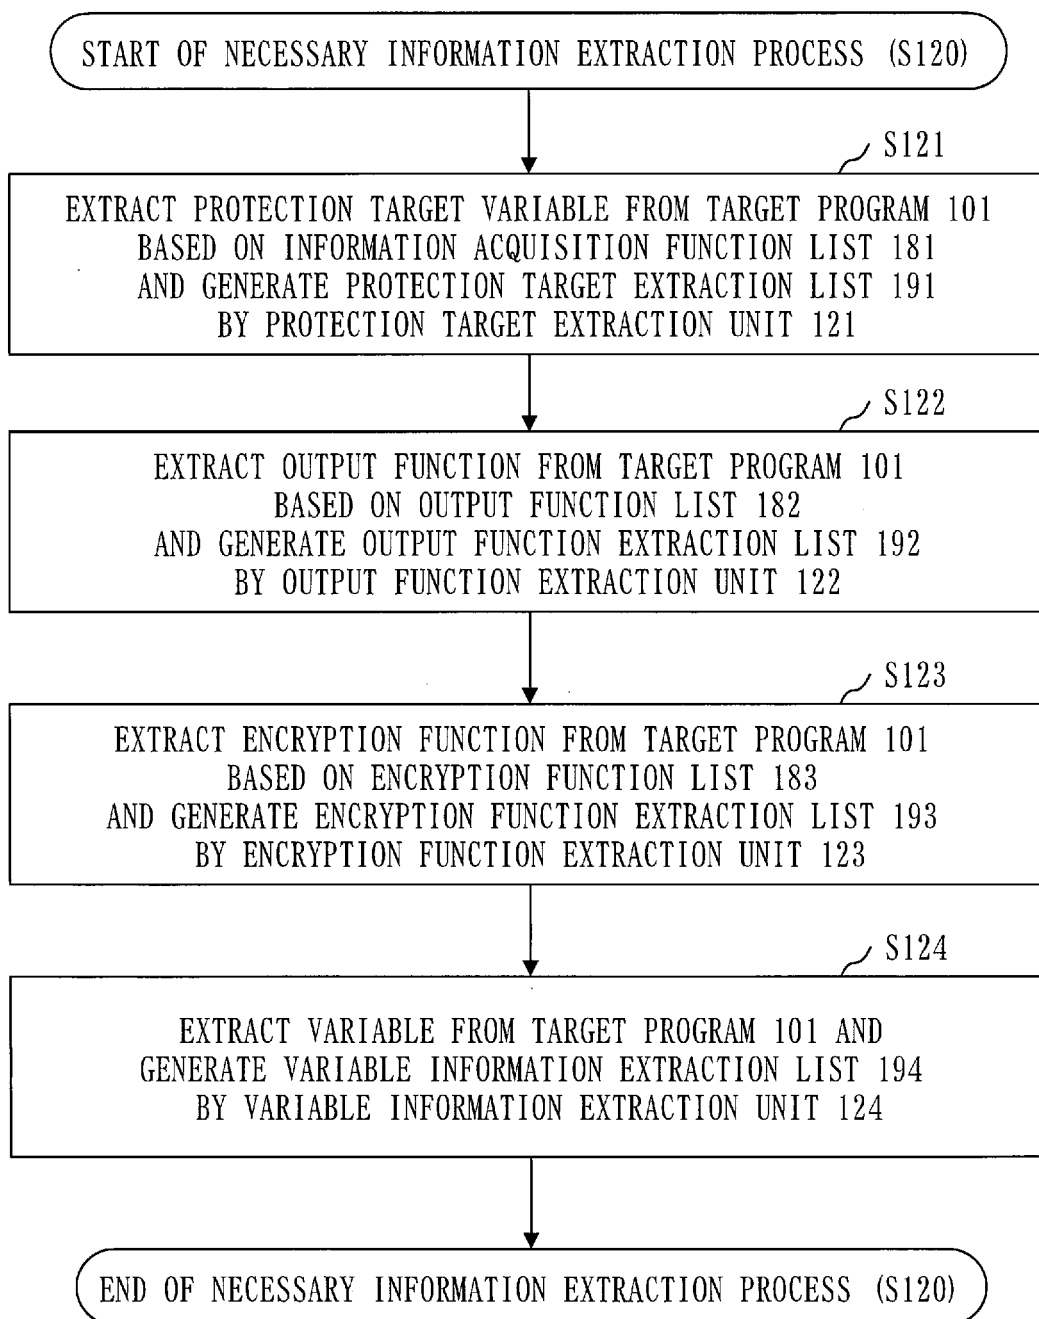 START OF NECESSARY INFORMATION EXTRACTION PROCESS (S120)
S121
EXTRACT PROTECTION TARGET VARIABLE FROM TARGET PROGRAM 101
BASED ON INFORMATION ACQUISITION FUNCTION LIST 181
AND GENERATE PROTECTION TARGET EXTRACTION LIST 191
BY PROTECTION TARGET EXTRACTION UNIT 121
S122
EXTRACT OUTPUT FUNCTION FROM TARGET PROGRAM 101
BASED ON OUTPUT FUNCTION LIST 182
AND GENERATE OUTPUT FUNCTION EXTRACTION LIST 192
BY OUTPUT FUNCTION EXTRACTION UNIT 122
S123
EXTRACT ENCRYPTION FUNCTION FROM TARGET PROGRAM 101
BASED ON ENCRYPTION FUNCTION LIST 183
AND GENERATE ENCRYPTION FUNCTION EXTRACTION LIST 193
BY ENCRYPTION FUNCTION EXTRACTION UNIT 123
S124
EXTRACT VARIABLE FROM TARGET PROGRAM 101 AND
GENERATE VARIABLE INFORMATION EXTRACTION LIST 194
BY VARIABLE INFORMATION EXTRACTION UNIT 124
END OF NECESSARY INFORMATION EXTRACTION PROCESS (S120)